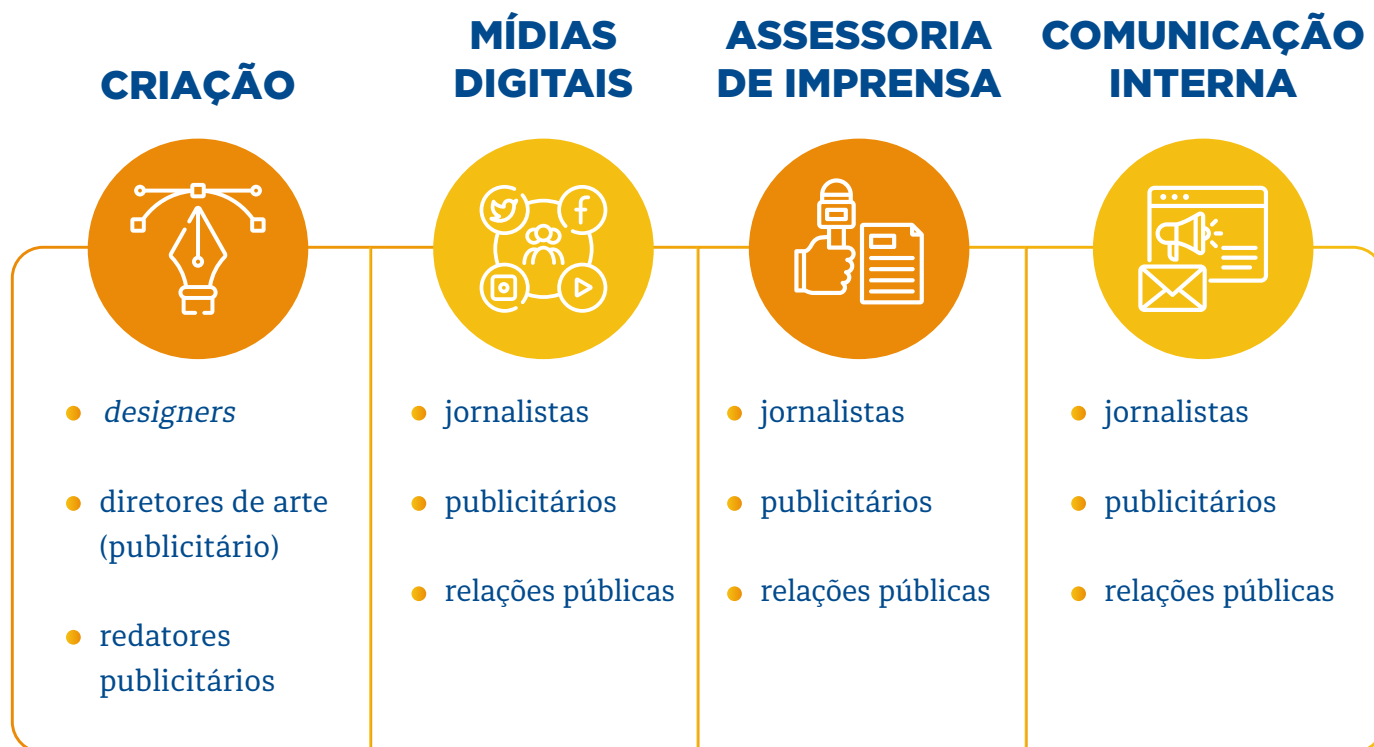 CRIAÇÃO
designers
diretores de arte
(publicitário)
redatores
publicitários
MÍDIAS
DIGITAIS
jornalistas
publicitários
relações públicas
ASSESSORIA
DE IMPRENSA
jornalistas
publicitários
relações públicas
COMUNICAÇÃO
INTERNA
jornalistas
publicitários
relações públicas